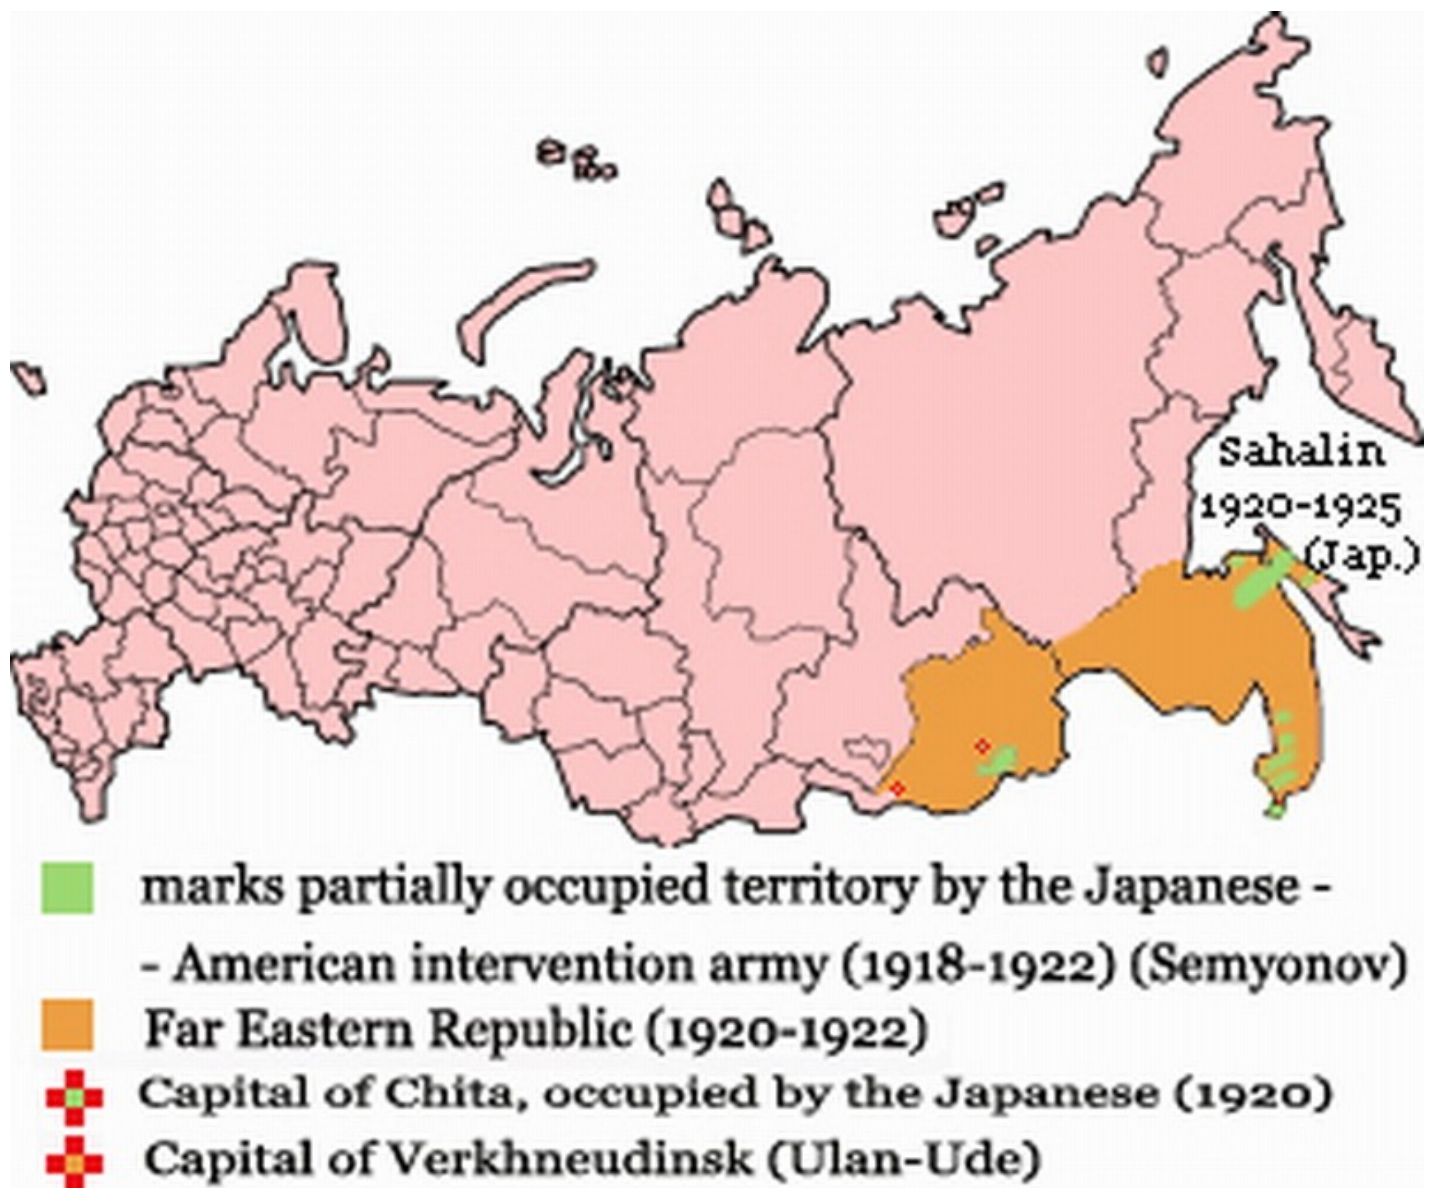 Sahalin
1920-1925
(Jap.)
marks partially occupied territory by the Japanese -
- American intervention army (1918-1922) (Semyonov)
Far Eastern Republic (1920-1922)
Capital of Chita, occupied by the Japanese (1920)
Capital of Verkhneudinsk (Ulan-Ude)